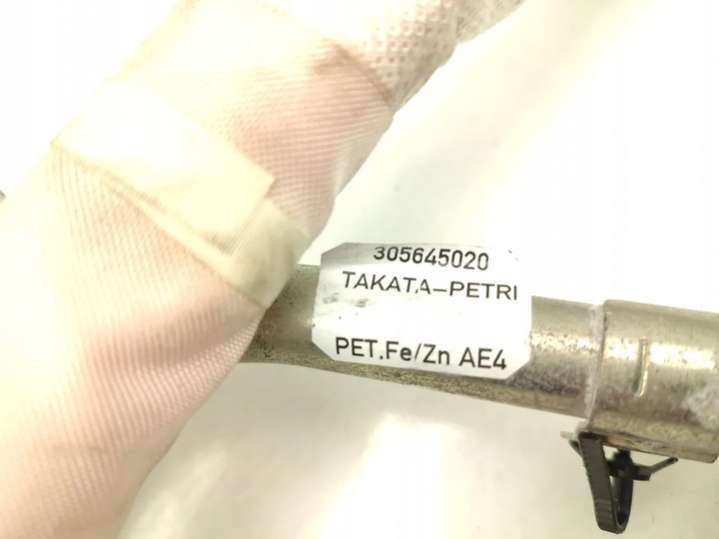 305645020
TAKATA-PETRI
PET.Fe/Zn AE4